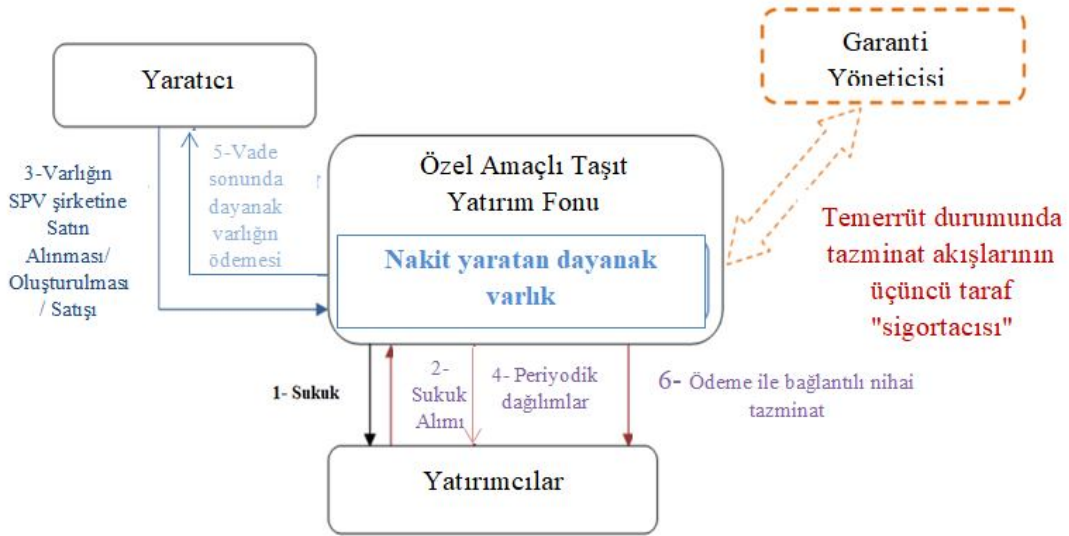 Garanti
Yöneticisi
Yaratıcı
3-Varlığın
SPV şirketine
Satın
Alınması/
Oluşturulması
/ Satışı
5-Vade
sonunda
dayanak
varlığın
ödemesi
Özel Amaçlı Taşıt
Yatırım Fonu
Nakit yaratan dayanak
varlık
Temerrüt durumunda
tazminat akışlarının
üçüncü taraf
"sigortacısı"
1- Sukuk
2-
Sukuk
Alımı
4- Periyodik
dağılımlar
6- Ödeme ile bağlantılı nihai
tazminat
Yatırımcılar